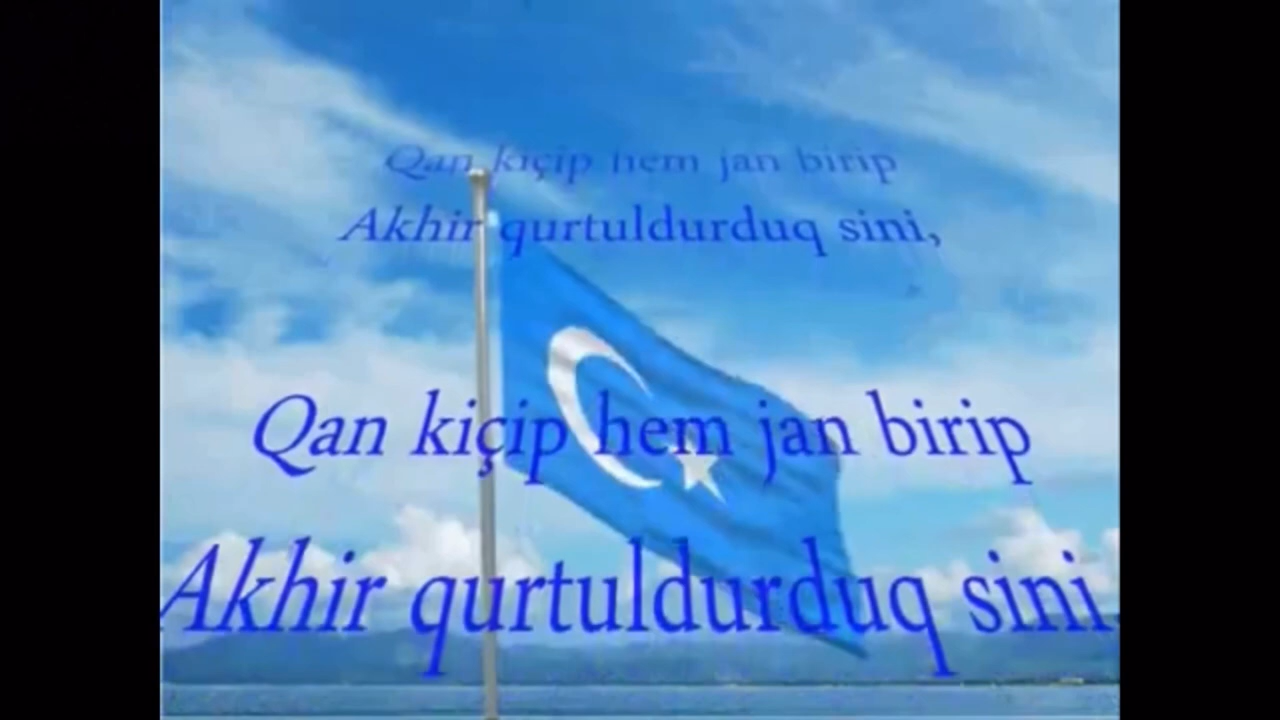 Qan kiçip hem jan birip
Akhir qurtuldurduq sini,
Qan kiçip hem jan birip
Akhir qurtuldurduq sini.